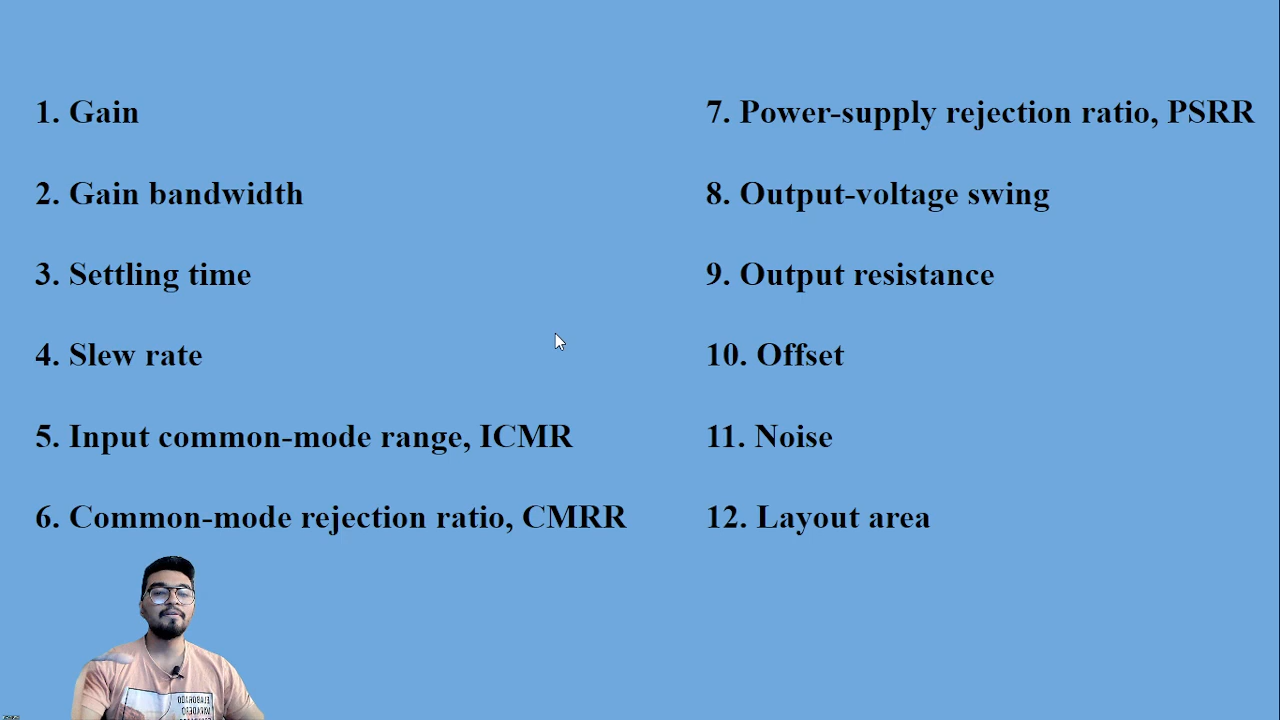 1. Gain
2. Gain bandwidth
3. Settling time
4. Slew rate
5. Input common-mode range, ICMR
6. Common-mode rejection ratio, CMRR
7. Power-supply rejection ratio, PSRR
8. Output-voltage swing
9. Output resistance
10. Offset
11. Noise
12. Layout area